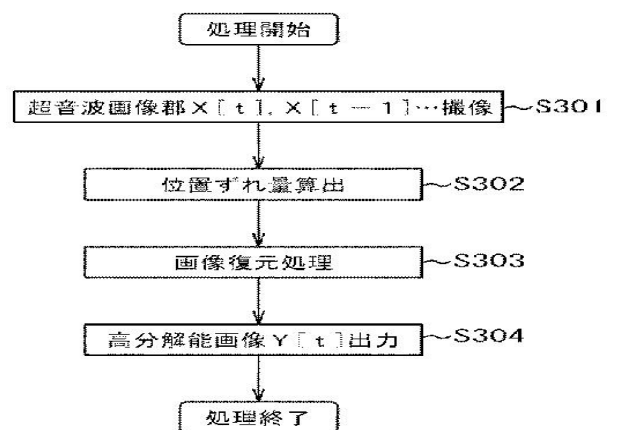 処理開始
超音波画像郡X[t],X[t-1]…撮像 S301
位置ずれ量算出 S302
画像復元処理 S303
高分解能画像Y[t]出力 S304
処理終了